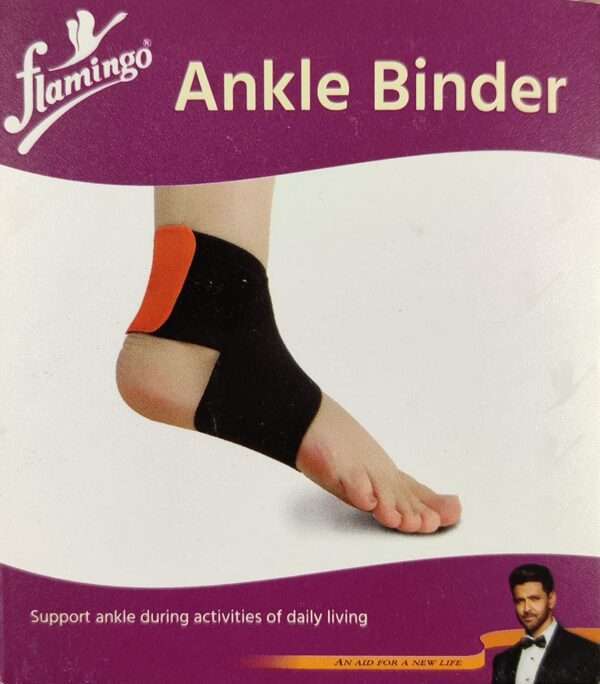 flamingo®
Ankle Binder
Support ankle during activities of daily living
AN AID FOR A NEW LIFE